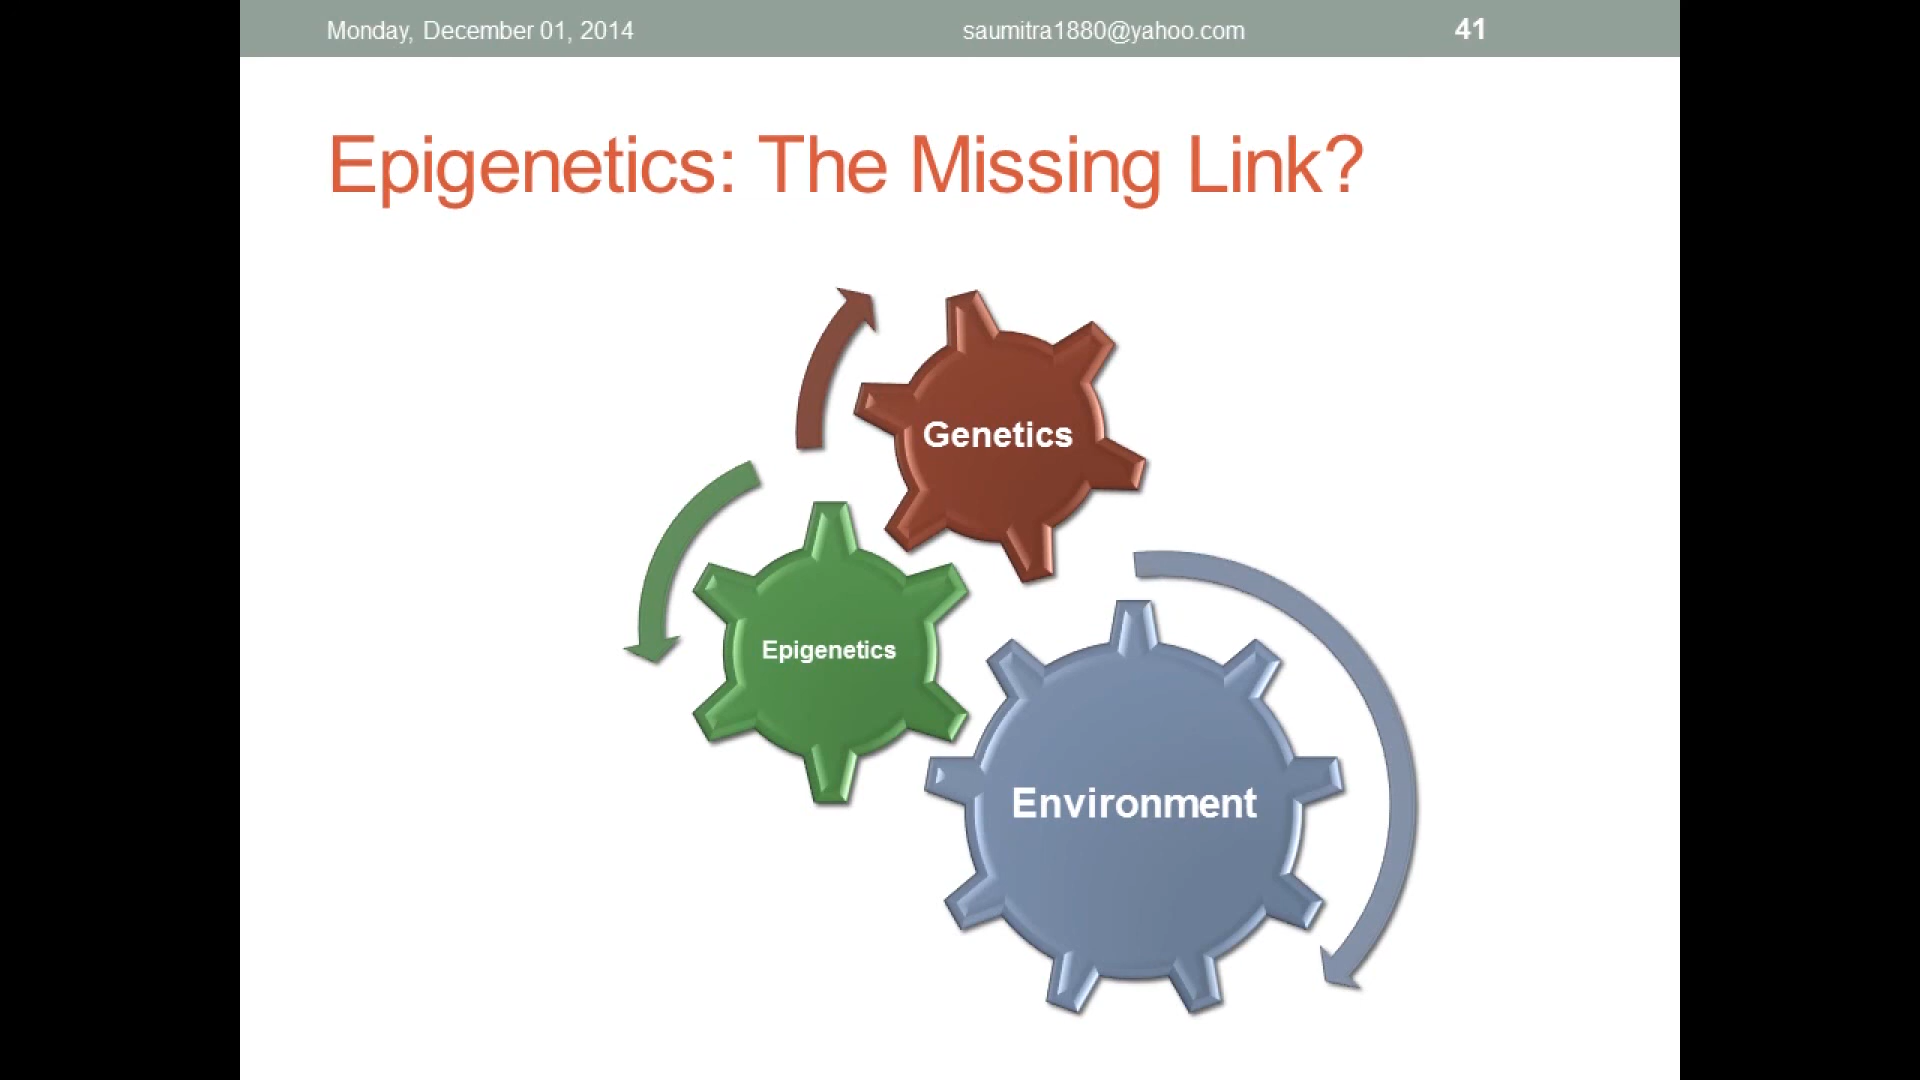 Monday, December 01, 2014 saumitra1880@yahoo.com 41
Epigenetics: The Missing Link?
Genetics
Epigenetics
Environment